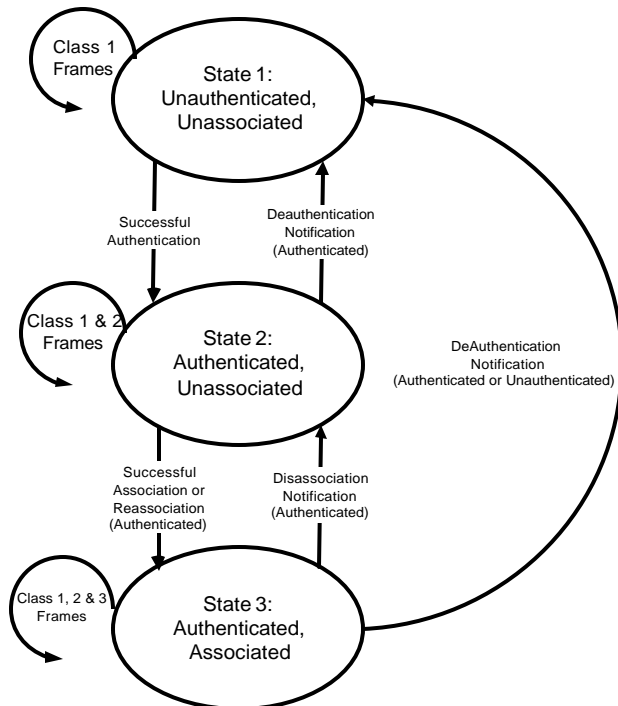 Class 1
Frames
State 1:
Unauthenticated,
Unassociated
Successful
Authentication
Deauthentication
Notification
(Authenticated)
Class 1 & 2
Frames
State 2:
Authenticated,
Unassociated
DeAuthentication
Notification
(Authenticated or Unauthenticated)
Successful
Association or
Reassociation
(Authenticated)
Disassociation
Notification
(Authenticated)
Class 1, 2 & 3
Frames
State 3:
Authenticated,
Associated